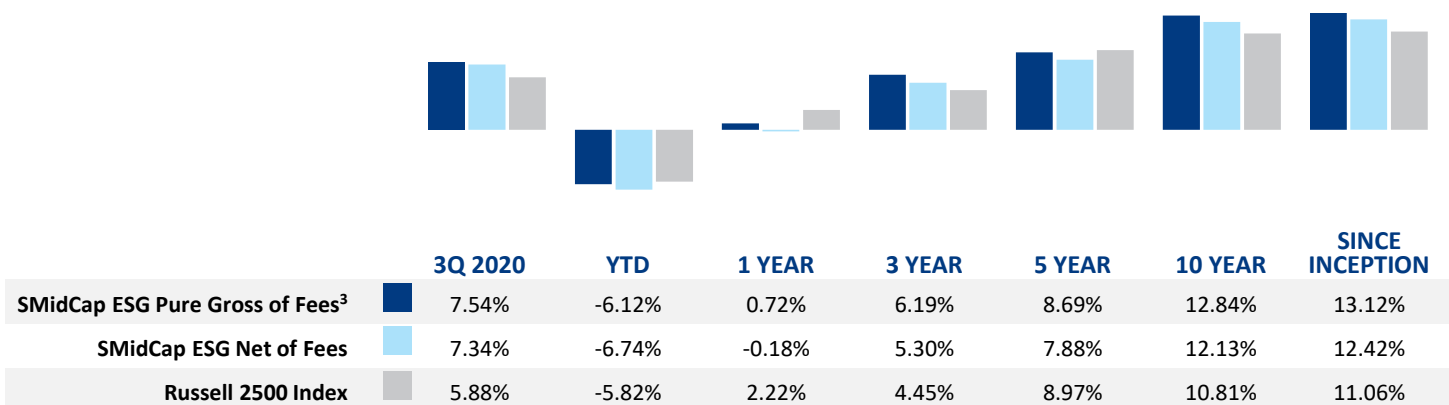 3Q 2020 YTD 1 YEAR 3 YEAR 5 YEAR 10 YEAR SINCE INCEPTION
SMidCap ESG Pure Gross of Fees³ 7.54% -6.12% 0.72% 6.19% 8.69% 12.84% 13.12%
SMidCap ESG Net of Fees 7.34% -6.74% -0.18% 5.30% 7.88% 12.13% 12.42%
Russell 2500 Index 5.88% -5.82% 2.22% 4.45% 8.97% 10.81% 11.06%